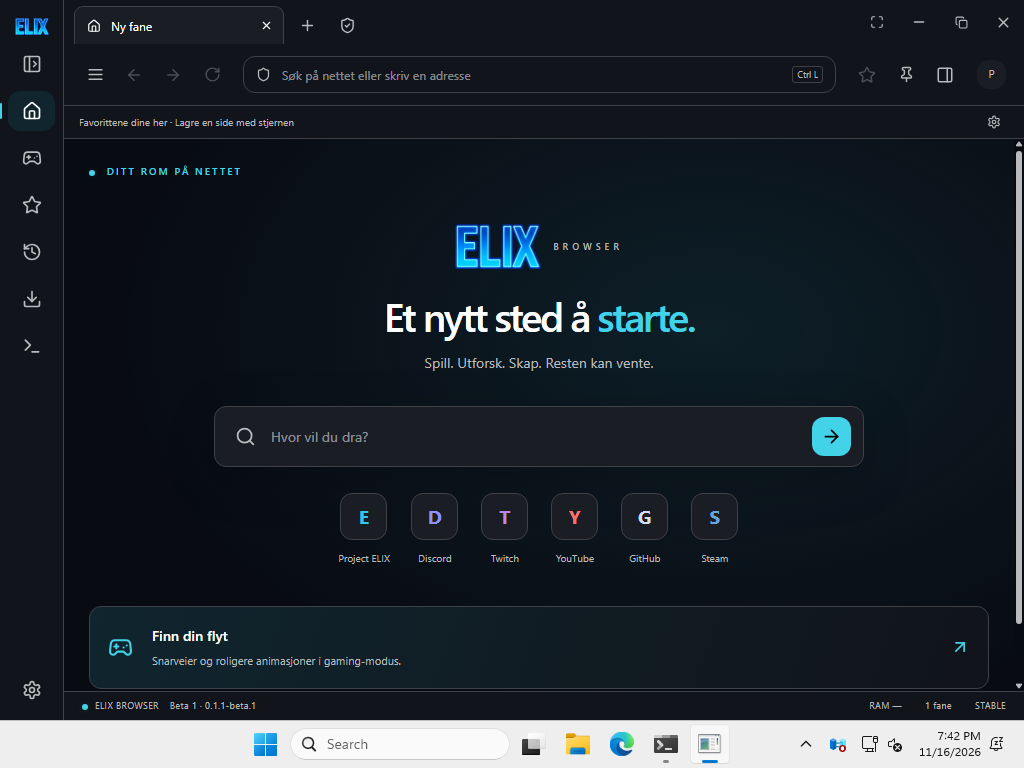 ELIX
Ny fane
Søk på nettet eller skriv en adresse
Ctrl L
P
Favorittene dine her · Lagre en side med stjernen
DITT ROM PÅ NETTET
ELIX BROWSER
Et nytt sted å starte.
Spill. Utforsk. Skap. Resten kan vente.
Hvor vil du dra?
E D T Y G S
Project ELIX Discord Twitch YouTube GitHub Steam
Finn din flyt
Snarveier og roligere animasjoner i gaming-modus.
ELIX BROWSER Beta 1 · 0.1.1-beta.1 RAM — 1 fane STABLE
Search
7:42 PM
11/16/2026